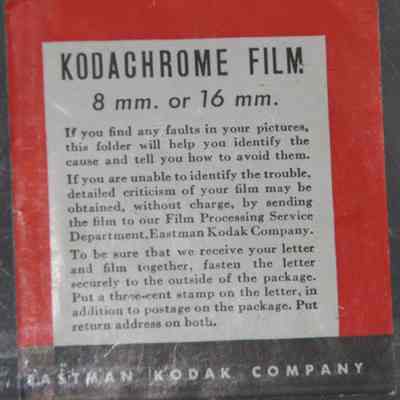 KODACHROME FILM
8 mm. or 16 mm.
If you find any faults in your pictures,
this folder will help you identify the
cause and tell you how to avoid them.
If you are unable to identify the trouble,
detailed criticism of your film may be
obtained, without charge, by sending
the film to our Film Processing Service
Department, Eastman Kodak Company.
To be sure that we receive your letter
and film together, fasten the letter
securely to the outside of the package.
Put a three-cent stamp on the letter, in
addition to postage on the package. Put
return address on both.
EASTMAN KODAK COMPANY